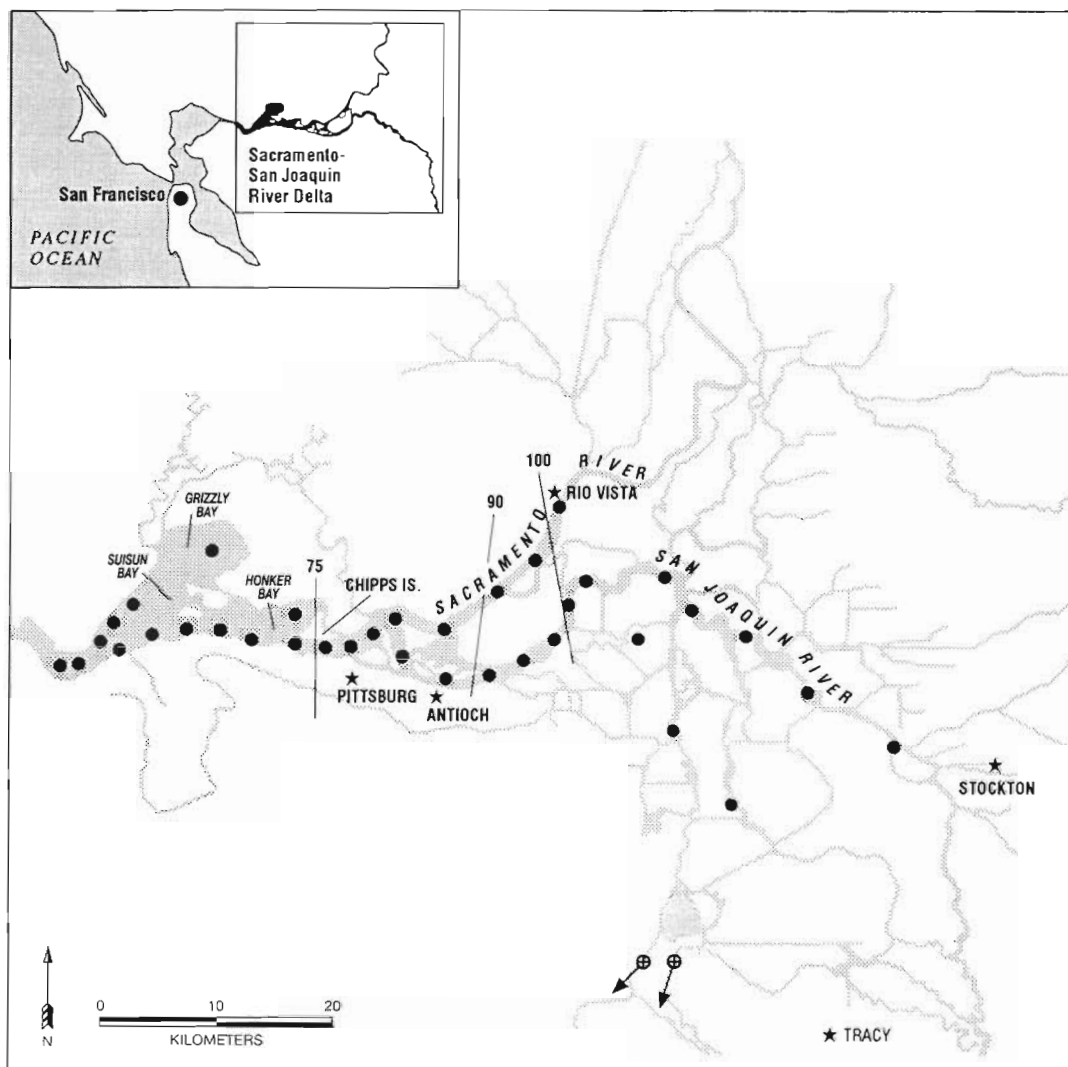 Sacramento-
San Joaquin
River Delta
San Francisco
PACIFIC
OCEAN
RIVER
100
RIO VISTA
90
GRIZZLY
BAY
SACRAMENTO
SAN JOAQUIN RIVER
SUISUN
BAY
HONKER
BAY
75
CHIPPS IS.
PITTSBURG
ANTIOCH
STOCKTON
0 10 20
KILOMETERS
N
TRACY